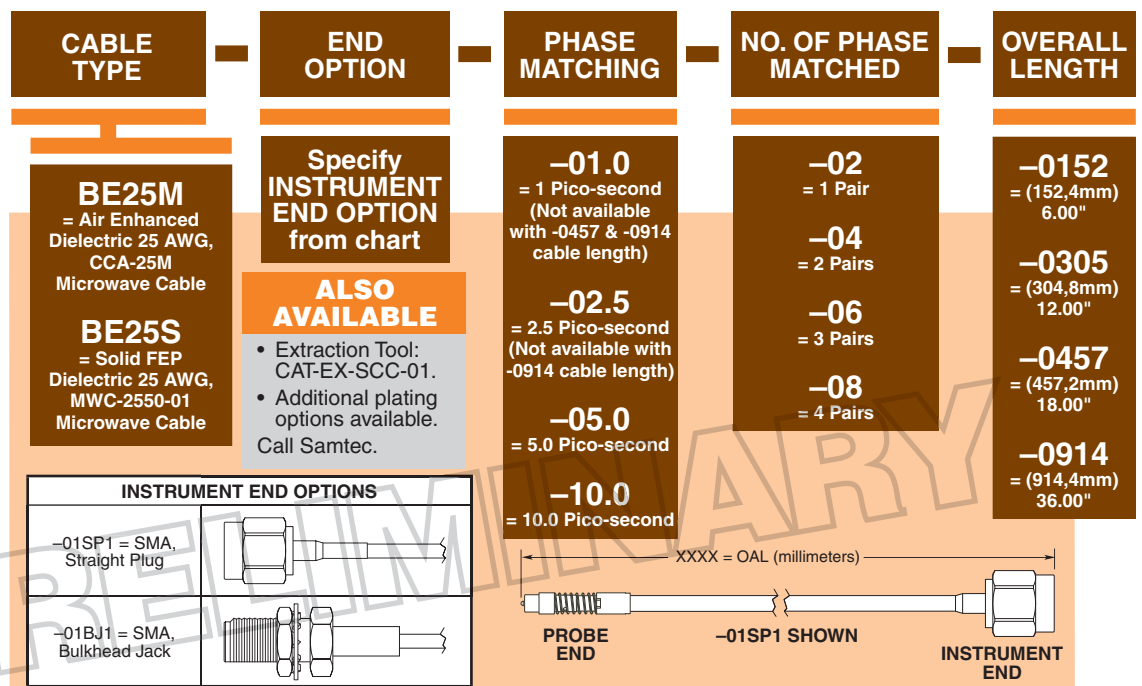 CABLE
TYPE
END
OPTION
PHASE
MATCHING
NO. OF PHASE
MATCHED
OVERALL
LENGTH
BE25M
= Air Enhanced
Dielectric 25 AWG,
CCA-25M
Microwave Cable
BE25S
= Solid FEP
Dielectric 25 AWG,
MWC-2550-01
Microwave Cable
Specify
INSTRUMENT
END OPTION
from chart
ALSO
AVAILABLE
• Extraction Tool:
CAT-EX-SCC-01.
• Additional plating
options available.
Call Samtec.
–01.0
= 1 Pico-second
(Not available
with -0457 & -0914
cable length)
–02.5
= 2.5 Pico-second
(Not available with
-0914 cable length)
–05.0
= 5.0 Pico-second
–10.0
= 10.0 Pico-second
–02
= 1 Pair
–04
= 2 Pairs
–06
= 3 Pairs
–08
= 4 Pairs
–0152
= (152,4mm)
6.00"
–0305
= (304,8mm)
12.00"
–0457
= (457,2mm)
18.00"
–0914
= (914,4mm)
36.00"
INSTRUMENT END OPTIONS
–01SP1 = SMA,
Straight Plug
–01BJ1 = SMA,
Bulkhead Jack
XXXX = OAL (millimeters)
PROBE
END
–01SP1 SHOWN
INSTRUMENT
END
RELIMINARY